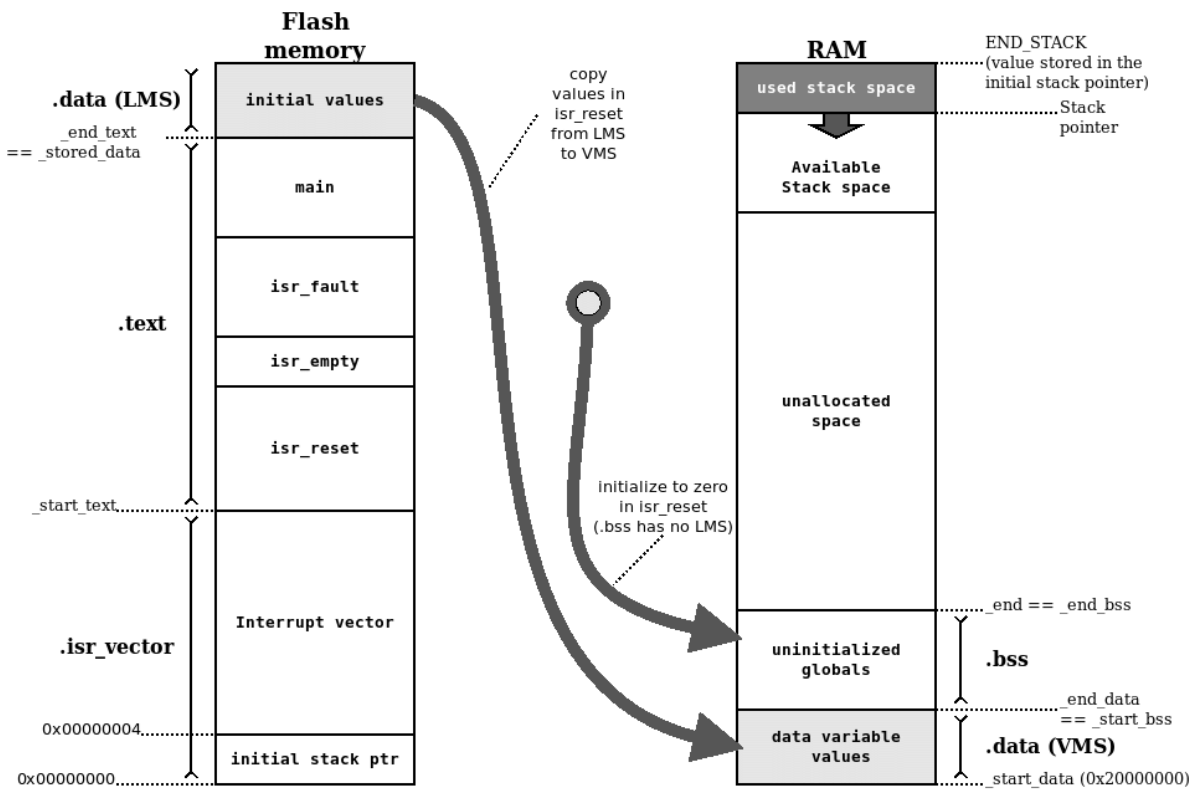 Flash
memory
.data (LMS)
initial values
_end_text
== _stored_data
main
isr_fault
.text
isr_empty
isr_reset
_start_text
Interrupt vector
.isr_vector
0x00000004
initial stack ptr
0x00000000
copy
values in
isr_reset
from LMS
to VMS
initialize to zero
in isr_reset
(.bss has no LMS)
RAM
END_STACK
(value stored in the
initial stack pointer)
used stack space
Stack
pointer
Available
Stack space
unallocated
space
_end == _end_bss
uninitialized
globals
.bss
_end_data
== _start_bss
data variable
values
.data (VMS)
_start_data (0x20000000)